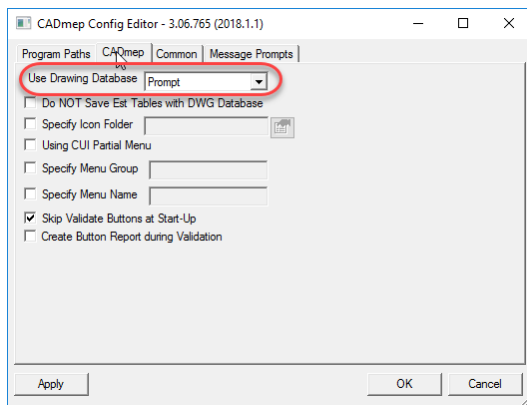 CADmep Config Editor - 3.06.765 (2018.1.1)
Program Paths CADmep Common Message Prompts
Use Drawing Database Prompt
Do NOT Save Est Tables with DWG Database
Specify Icon Folder
Using CUI Partial Menu
Specify Menu Group
Specify Menu Name
Skip Validate Buttons at Start-Up
Create Button Report during Validation
Apply OK Cancel